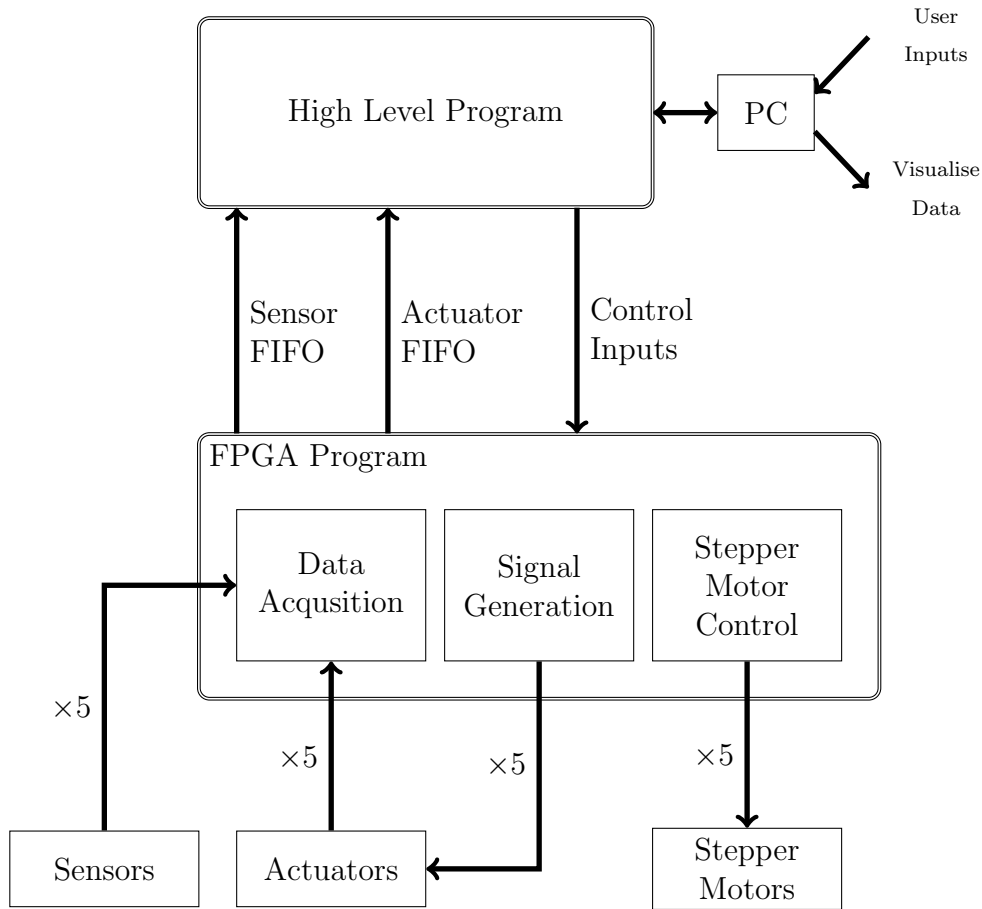 User
Inputs
High Level Program
PC
Visualise
Data
Sensor
FIFO
Actuator
FIFO
Control
Inputs
FPGA Program
Data
Acqusition
Signal
Generation
Stepper
Motor
Control
×5
×5
×5
×5
Sensors
Actuators
Stepper
Motors